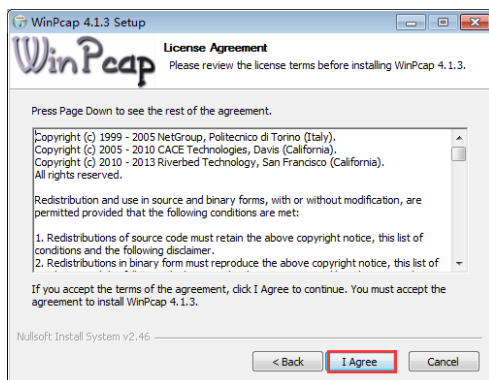 WinPcap 4.1.3 Setup
WinPcap
License Agreement
Please review the license terms before installing WinPcap 4.1.3.
Press Page Down to see the rest of the agreement.
Copyright (c) 1999 - 2005 NetGroup, Politecnico di Torino (Italy).
Copyright (c) 2005 - 2010 CACE Technologies, Davis (California).
Copyright (c) 2010 - 2013 Riverbed Technology, San Francisco (California).
All rights reserved.
Redistribution and use in source and binary forms, with or without modification, are
permitted provided that the following conditions are met:
1. Redistributions of source code must retain the above copyright notice, this list of
conditions and the following disclaimer.
2. Redistributions in binary form must reproduce the above copyright notice, this list of
If you accept the terms of the agreement, click I Agree to continue. You must accept the
agreement to install WinPcap 4.1.3.
Nullsoft Install System v2.46
< Back I Agree Cancel